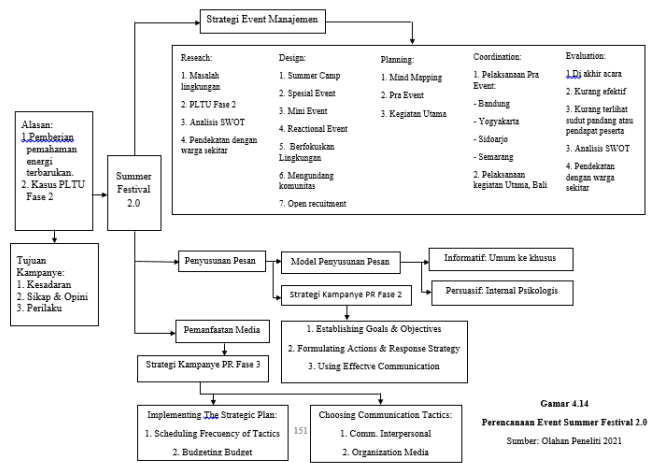 Strategi Event Manajemen
Reseach:
1. Masalah
lingkungan
2. PLTU Fase 2
3. Analisis SWOT
4. Pendekatan dengan
warga sekitar
Design:
1. Summer Camp
2. Spesial Event
3. Mini Event
4. Reactional Event
5. Berfokuskan
Lingkungan
6. Mengundang
komunitas
7. Open recuitment
Planning:
1. Mind Mapping
2. Pra Event
3. Kegiatan Utama
Coordination:
1. Pelaksanaan Pra
Event:
- Bandung
- Yogyakarta
- Sidoarjo
- Semarang
2. Pelaksanaan
kegiatan Utama, Bali
Evaluation:
1.Di akhir acara
2. Kurang efektif
3. Kurang terlihat
sudut pandang atau
pendapat peserta
3. Analisis SWOT
4. Pendekatan
dengan warga
sekitar
Alasan:
1.Pemberian
pemahaman
energi
terbarukan.
2. Kasus PLTU
Fase 2
Summer
Festival
2.0
Tujuan
Kampanye:
1. Kesadaran
2. Sikap & Opini
3. Perilaku
Penyusunan Pesan
Model Penyusunan Pesan
Informatif: Umum ke khusus
Persuasif: Internal Psikologis
Strategi Kampanye PR Fase 2
1. Establishing Goals & Objectives
2. Formulating Actions & Response Strategy
3. Using Effectve Communication
Pemanfaatan Media
Strategi Kampanye PR Fase 3
Implementing The Strategic Plan:
1. Scheduling Frecuency of Tactics
2. Budgeting Budget
151
Choosing Communication Tactics:
1. Comm. Interpersonal
2. Organization Media
Gamar 4.14
Perencanaan Event Summer Festival 2.0
Sumber: Olahan Peneliti 2021